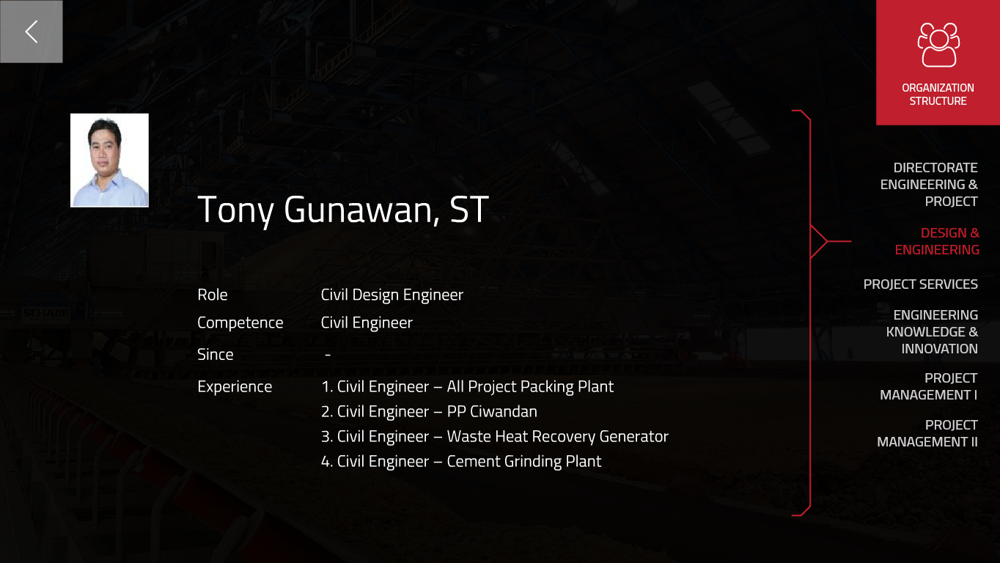 ORGANIZATION
STRUCTURE
Tony Gunawan, ST
Role Civil Design Engineer
Competence Civil Engineer
Since -
Experience 1. Civil Engineer – All Project Packing Plant
2. Civil Engineer – PP Ciwandan
3. Civil Engineer – Waste Heat Recovery Generator
4. Civil Engineer – Cement Grinding Plant
DIRECTORATE
ENGINEERING &
PROJECT
DESIGN &
ENGINEERING
PROJECT SERVICES
ENGINEERING
KNOWLEDGE &
INNOVATION
PROJECT
MANAGEMENT I
PROJECT
MANAGEMENT II
SCHADE